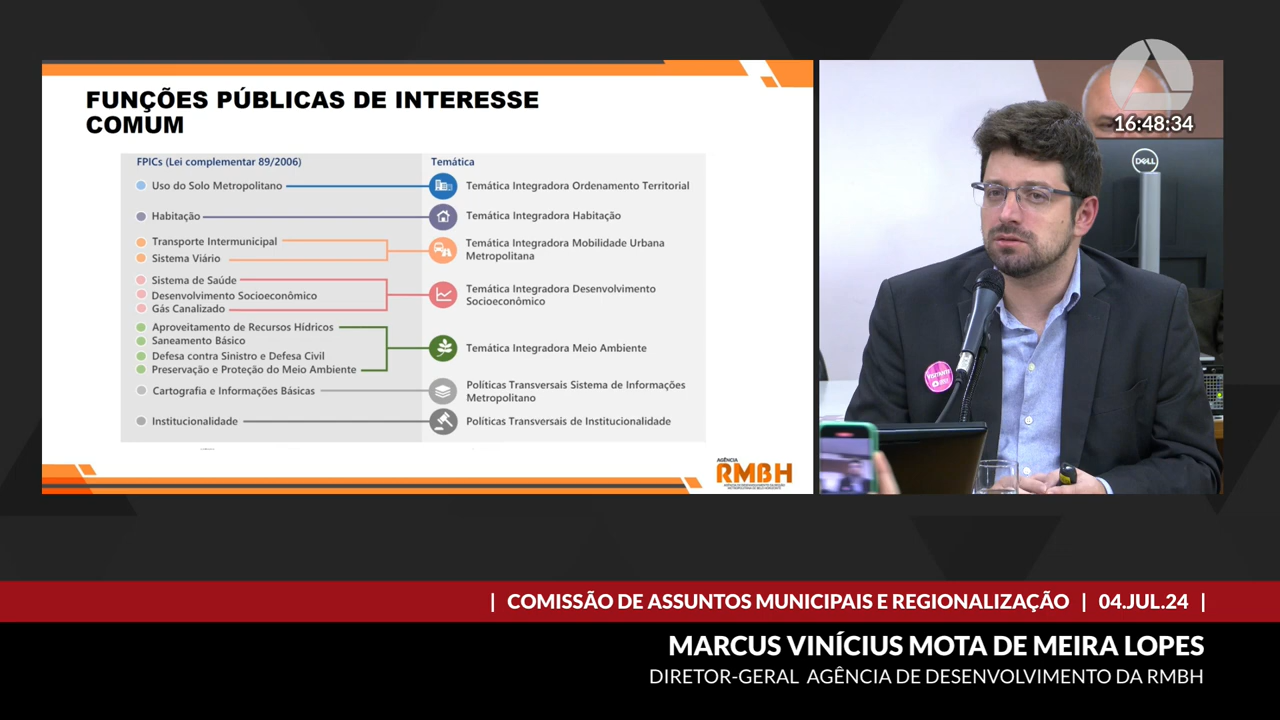 FUNÇÕES PÚBLICAS DE INTERESSE
COMUM
FPICs (Lei complementar 89/2006)
Temática
Uso do Solo Metropolitano
Temática Integradora Ordenamento Territorial
Habitação
Temática Integradora Habitação
Transporte Intermunicipal
Sistema Viário
Temática Integradora Mobilidade Urbana
Metropolitana
Sistema de Saúde
Desenvolvimento Socioeconômico
Gás Canalizado
Temática Integradora Desenvolvimento
Socioeconômico
Aproveitamento de Recursos Hídricos
Saneamento Básico
Defesa contra Sinistro e Defesa Civil
Preservação e Proteção do Meio Ambiente
Temática Integradora Meio Ambiente
Cartografia e Informações Básicas
Políticas Transversais Sistema de Informações
Metropolitano
Institucionalidade
Políticas Transversais de Institucionalidade
AGÊNCIA
RMBH
16:48:34
DELL
| COMISSÃO DE ASSUNTOS MUNICIPAIS E REGIONALIZAÇÃO | 04.JUL.24 |
MARCUS VINÍCIUS MOTA DE MEIRA LOPES
DIRETOR-GERAL AGÊNCIA DE DESENVOLVIMENTO DA RMBH